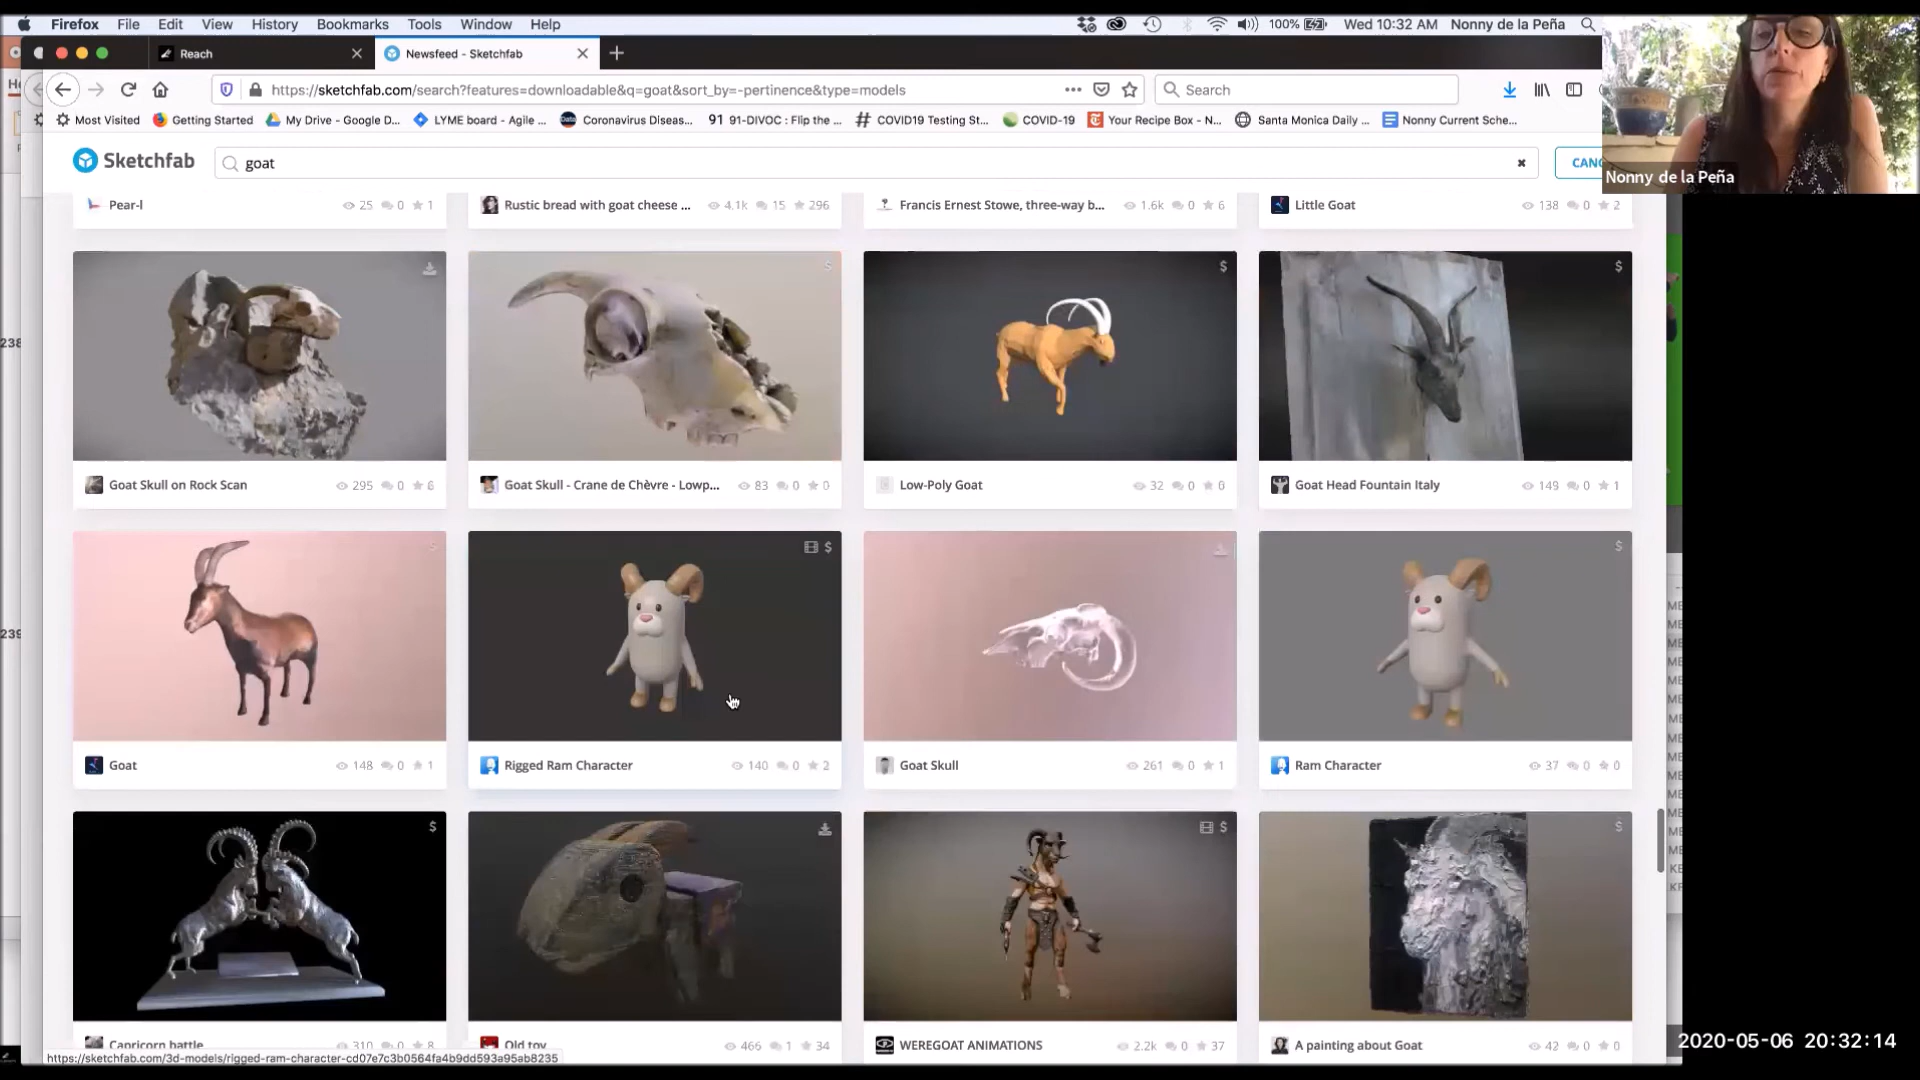 Firefox File Edit View History Bookmarks Tools Window Help 100% Wed 10:32 AM Nonny de la Peña
Reach Newsfeed - Sketchfab
https://sketchfab.com/search?features=downloadable&q=goat&sort_by=-pertinence&type=models Search
Most Visited Getting Started My Drive - Google D... LYME board - Agile ... Coronavirus Diseas... 91 91-DIVOC : Flip the ... COVID19 Testing St... COVID-19 Your Recipe Box - N... Santa Monica Daily ... Nonny Current Sche...
Sketchfab goat CANC
Nonny de la Peña
Pear-l 25 0 1 Rustic bread with goat cheese ... 4.1k 15 296 Francis Ernest Stowe, three-way b... 1.6k 0 6 Little Goat 138 0 2
$ $ $
Goat Skull on Rock Scan 295 0 6 Goat Skull - Crane de Chèvre - Lowp... 83 0 0 Low-Poly Goat 32 0 0 Goat Head Fountain Italy 149 0 1
$ $ $
Goat 148 0 1 Rigged Ram Character 140 0 2 Goat Skull 261 0 1 Ram Character 37 0 0
$ $ $
Capricorn battle 310 0 8 Old toy 466 1 34 WEREGOAT ANIMATIONS 2.2k 0 37 A painting about Goat 42 0 0
https://sketchfab.com/3d-models/rigged-ram-character-cd07e7c3b0564fa4b9dd593a95ab8235
2020-05-06 20:32:14